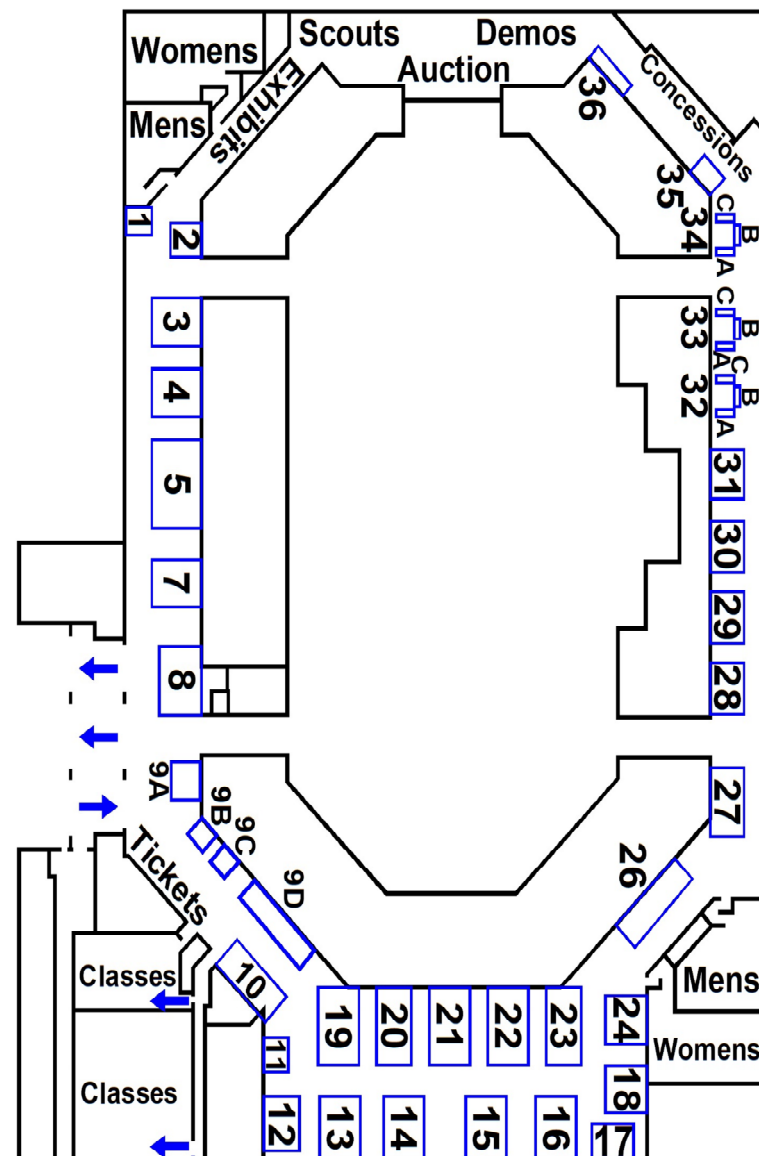 Womens
Scouts
Demos
Auction
Concessions
Exhibits
Mens
36
35
1
2
34
C
B
A
3
33
C
B
A
4
32
C
B
A
5
31
30
7
29
8
28
9A
9B
9C
9D
27
Tickets
26
Classes
10
Mens
19
20
21
22
23
24
Womens
11
Classes
18
12
13
14
15
16
17